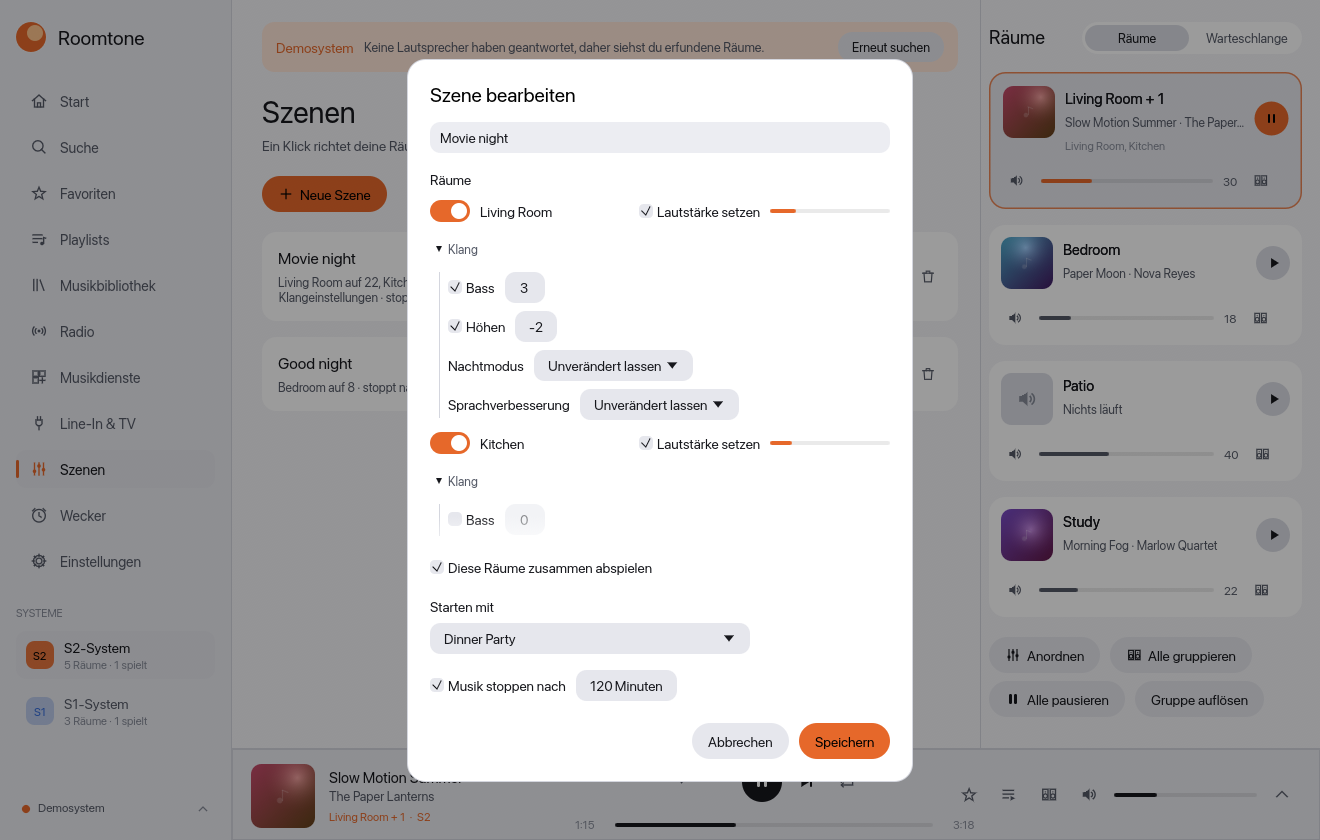 Roomtone
Start
Suche
Favoriten
Playlists
Musikbibliothek
Radio
Musikdienste
Line-In & TV
Szenen
Wecker
Einstellungen
SYSTEME
S2
S2-System
5 Räume · 1 spielt
S1
S1-System
3 Räume · 1 spielt
Demosystem
Demosystem Keine Lautsprecher haben geantwortet, daher siehst du erfundene Räume. Erneut suchen
Szenen
Ein Klick richtet deine
Neue Szene
Movie night
Living Room auf 22,
Klangeinstellungen ·
Good night
Bedroom auf 8 · stoppt
Szene bearbeiten
Movie night
Räume
Living Room Lautstärke setzen
Klang
Bass 3
Höhen -2
Nachtmodus Unverändert lassen
Sprachverbesserung Unverändert lassen
Kitchen Lautstärke setzen
Klang
Bass 0
Diese Räume zusammen abspielen
Starten mit
Dinner Party
Musik stoppen nach 120 Minuten
Abbrechen Speichern
Räume Räume Warteschlange
Living Room + 1
Slow Motion Summer · The Paper...
Living Room, Kitchen
30
Bedroom
Paper Moon · Nova Reyes
18
Patio
Nichts läuft
40
Study
Morning Fog · Marlow Quartet
22
Anordnen Alle gruppieren
Alle pausieren Gruppe auflösen
Slow Motion Summer
The Paper Lanterns
Living Room + 1 · S2
1:15 3:18